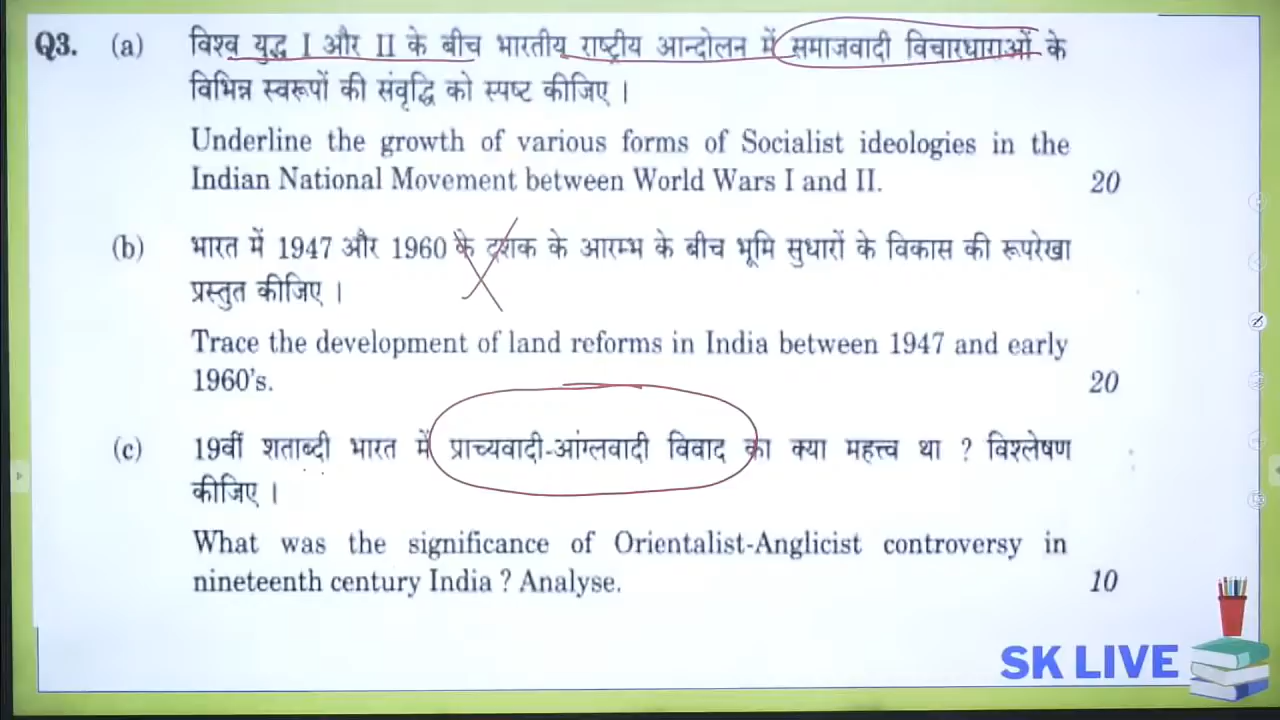 Q3. (a) विश्व युद्ध I और II के बीच भारतीय राष्ट्रीय आन्दोलन में समाजवादी विचारधाराओं के
विभिन्न स्वरूपों की संवृद्धि को स्पष्ट कीजिए ।
Underline the growth of various forms of Socialist ideologies in the
Indian National Movement between World Wars I and II. 20
(b) भारत में 1947 और 1960 के दशक के आरम्भ के बीच भूमि सुधारों के विकास की रूपरेखा
प्रस्तुत कीजिए ।
Trace the development of land reforms in India between 1947 and early
1960's. 20
(c) 19वीं शताब्दी भारत में प्राच्यवादी-आंग्लवादी विवाद का क्या महत्त्व था ? विश्लेषण
कीजिए ।
What was the significance of Orientalist-Anglicist controversy in
nineteenth century India ? Analyse. 10
SK LIVE